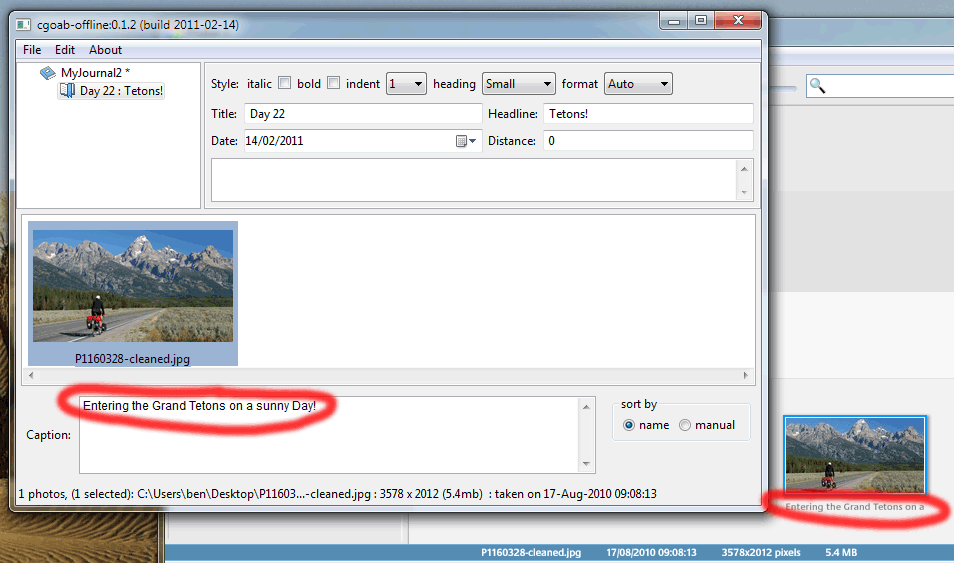 cgoab-offline:0.1.2 (build 2011-02-14)
File Edit About
MyJournal2 *
Day 22 : Tetons!
Style: italic bold indent 1 heading Small format Auto
Title: Day 22 Headline: Tetons!
Date: 14/02/2011 Distance: 0
P1160328-cleaned.jpg
Entering the Grand Tetons on a sunny Day!
Caption:
sort by
name manual
1 photos, (1 selected): C:\Users\ben\Desktop\P11603...-cleaned.jpg : 3578 x 2012 (5.4mb) : taken on 17-Aug-2010 09:08:13
Entering the Grand Tetons on a
P1160328-cleaned.jpg 17/08/2010 09:08:13 3578x2012 pixels 5.4 MB